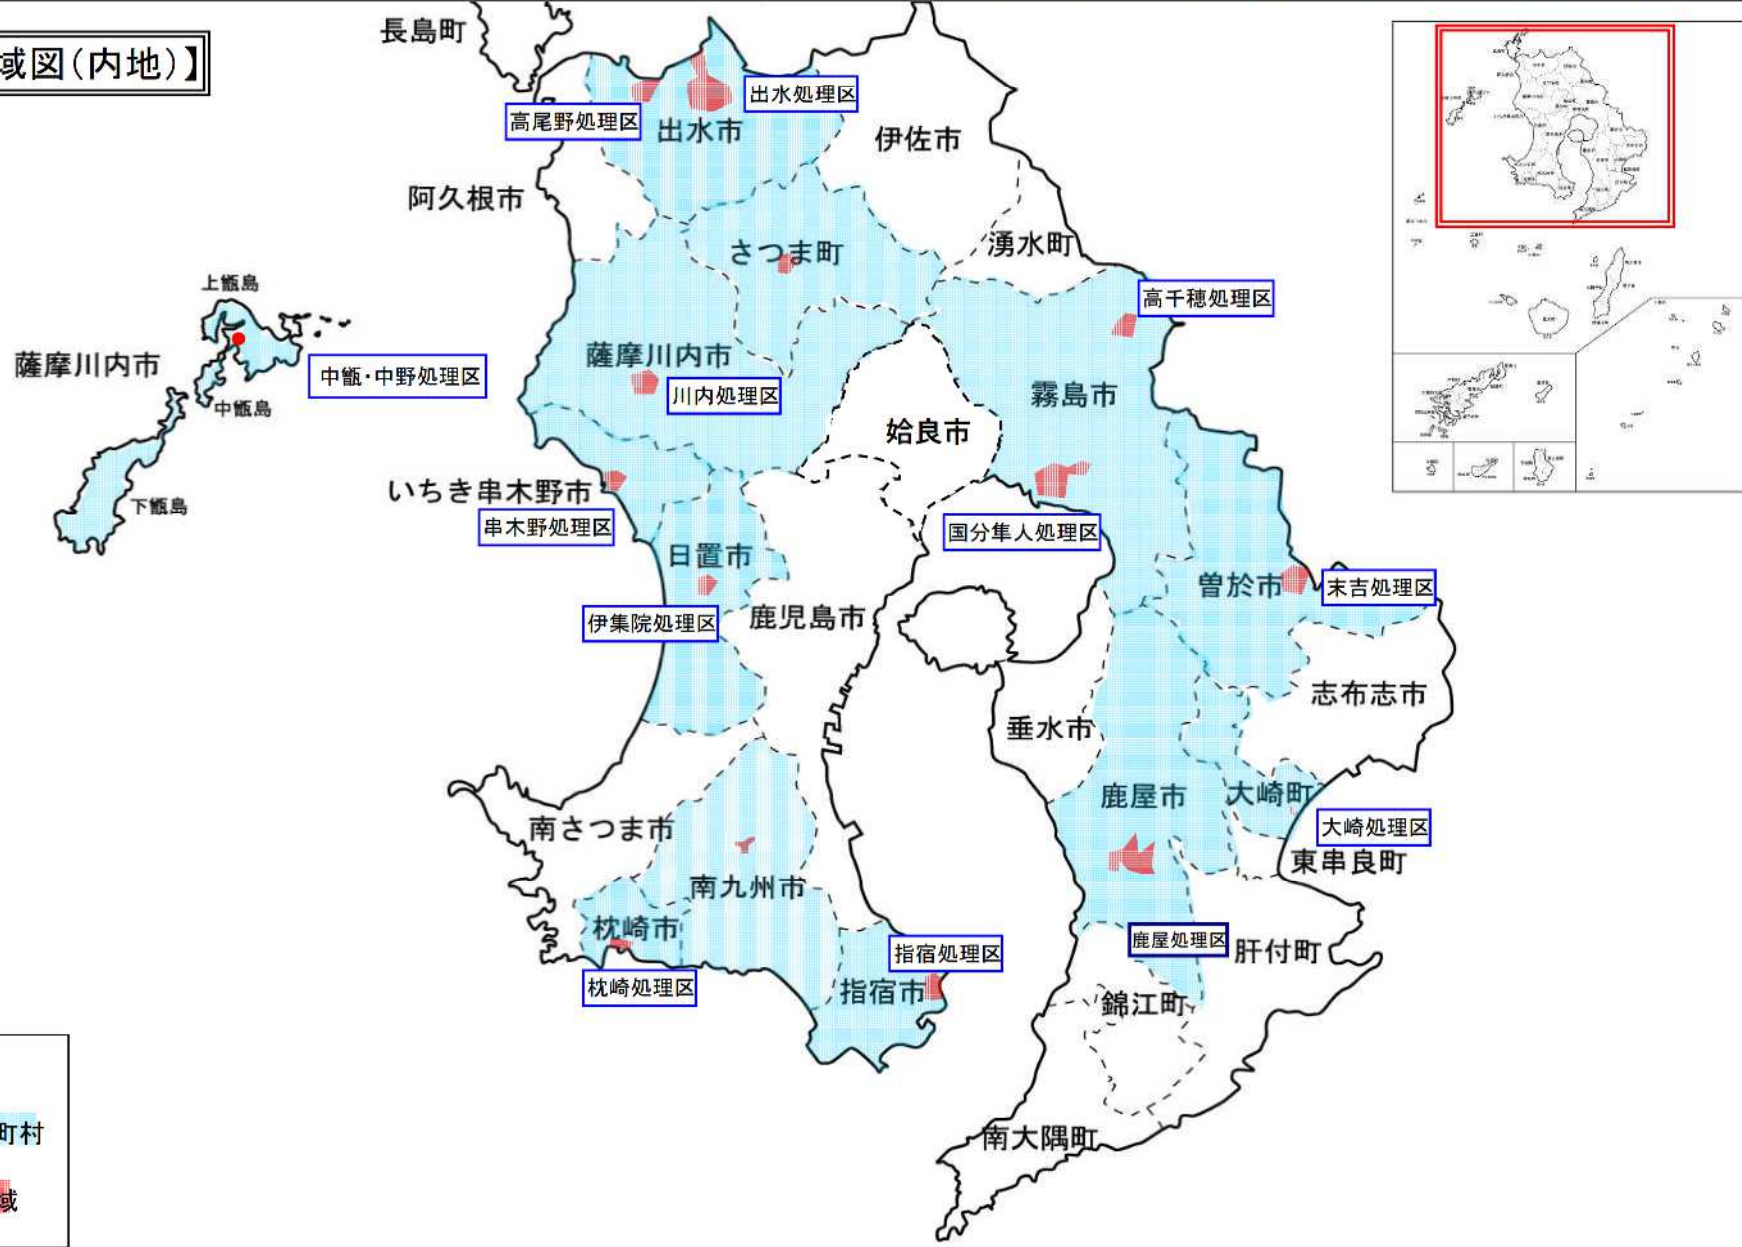 域図(内地)】
長島町
出水処理区
高尾野処理区
出水市
伊佐市
阿久根市
湧水町
さつま町
上甑島
高千穂処理区
薩摩川内市
薩摩川内市
中甑・中野処理区
川内処理区
霧島市
中甑島
姶良市
いちき串木野市
下甑島
串木野処理区
国分隼人処理区
日置市
曽於市
末吉処理区
伊集院処理区
鹿児島市
志布志市
垂水市
鹿屋市
大崎町
南さつま市
大崎処理区
東串良町
南九州市
枕崎市
鹿屋処理区
指宿処理区
肝付町
枕崎処理区
指宿市
錦江町
町村
南大隅町
域